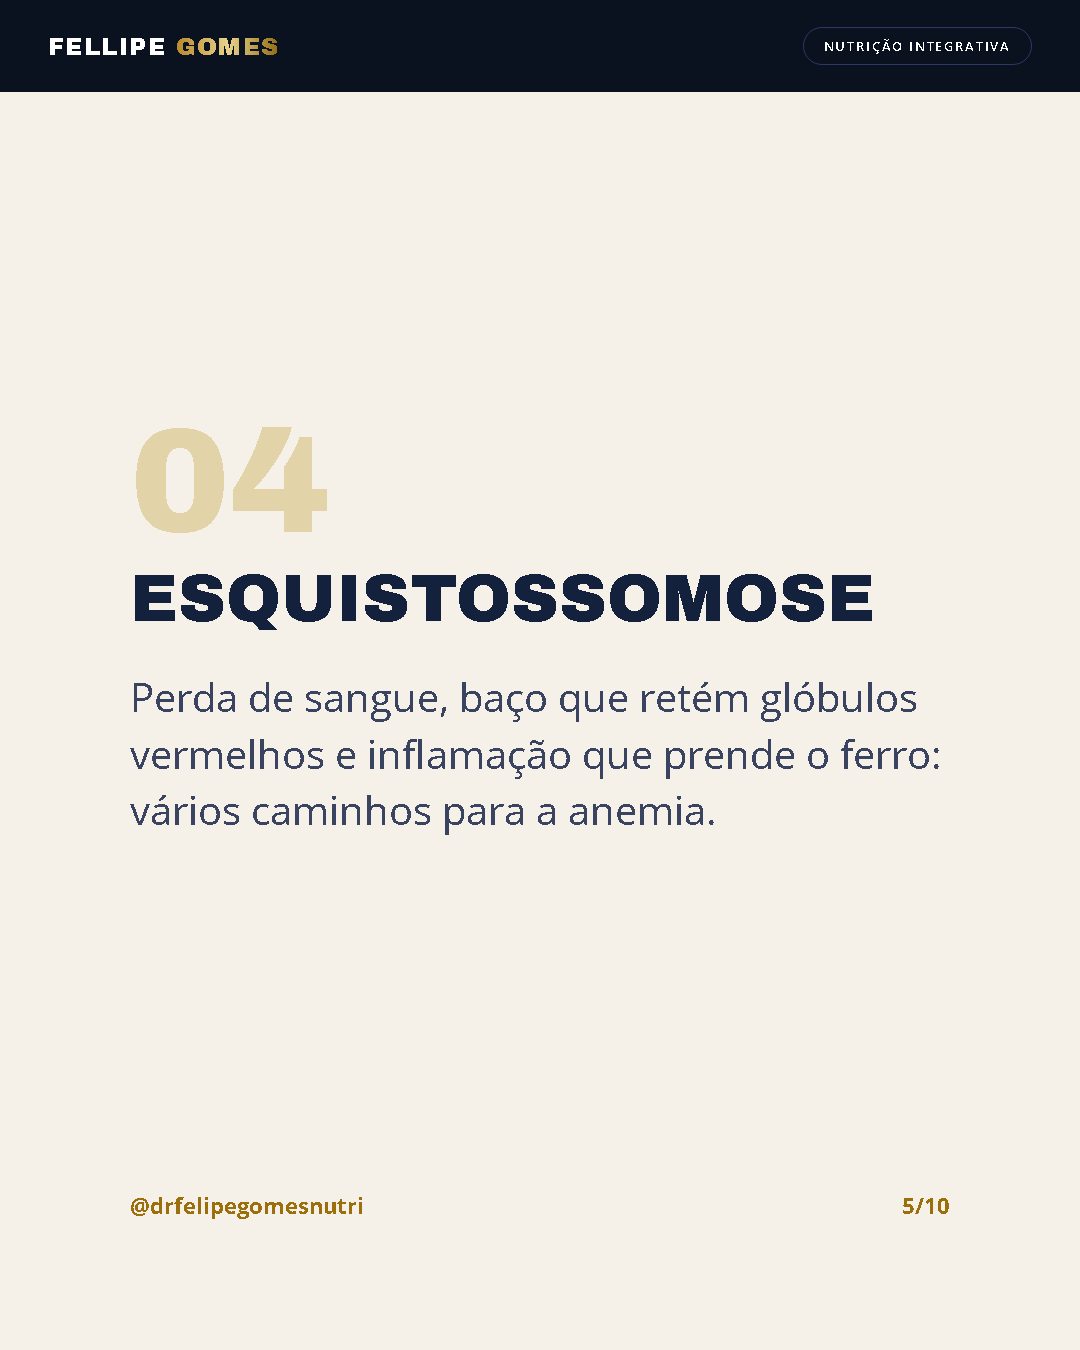 FELLIPE GOMES
NUTRIÇÃO INTEGRATIVA
04
ESQUISTOSSOMOSE
Perda de sangue, baço que retém glóbulos
vermelhos e inflamação que prende o ferro:
vários caminhos para a anemia.
@drfelipegomesnutri
5/10